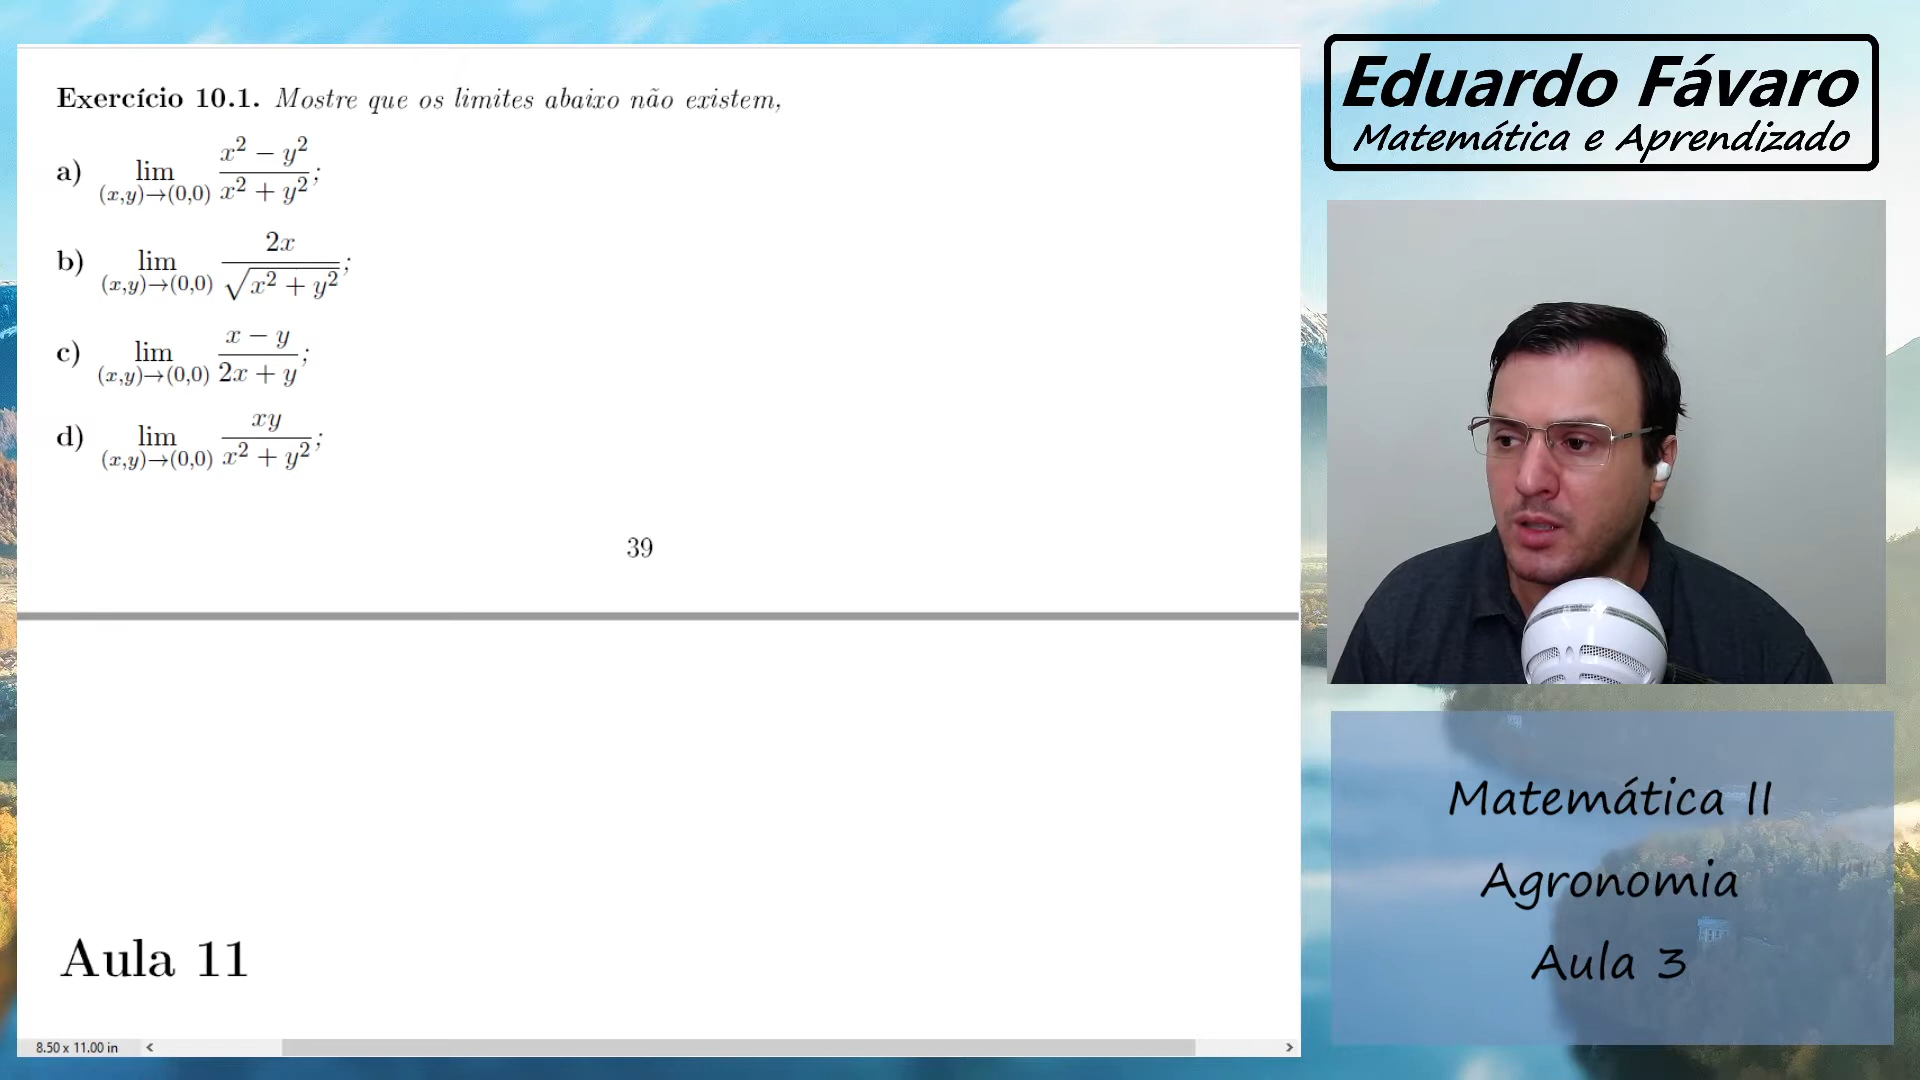 Exercício 10.1. Mostre que os limites abaixo não existem,
a) lim (x,y)→(0,0) x² − y² / x² + y²;
b) lim (x,y)→(0,0) 2x / √x² + y²;
c) lim (x,y)→(0,0) x − y / 2x + y;
d) lim (x,y)→(0,0) xy / x² + y²;
39
Aula 11
8.50 x 11.00 in
Eduardo Fávaro
Matemática e Aprendizado
Matemática II
Agronomia
Aula 3